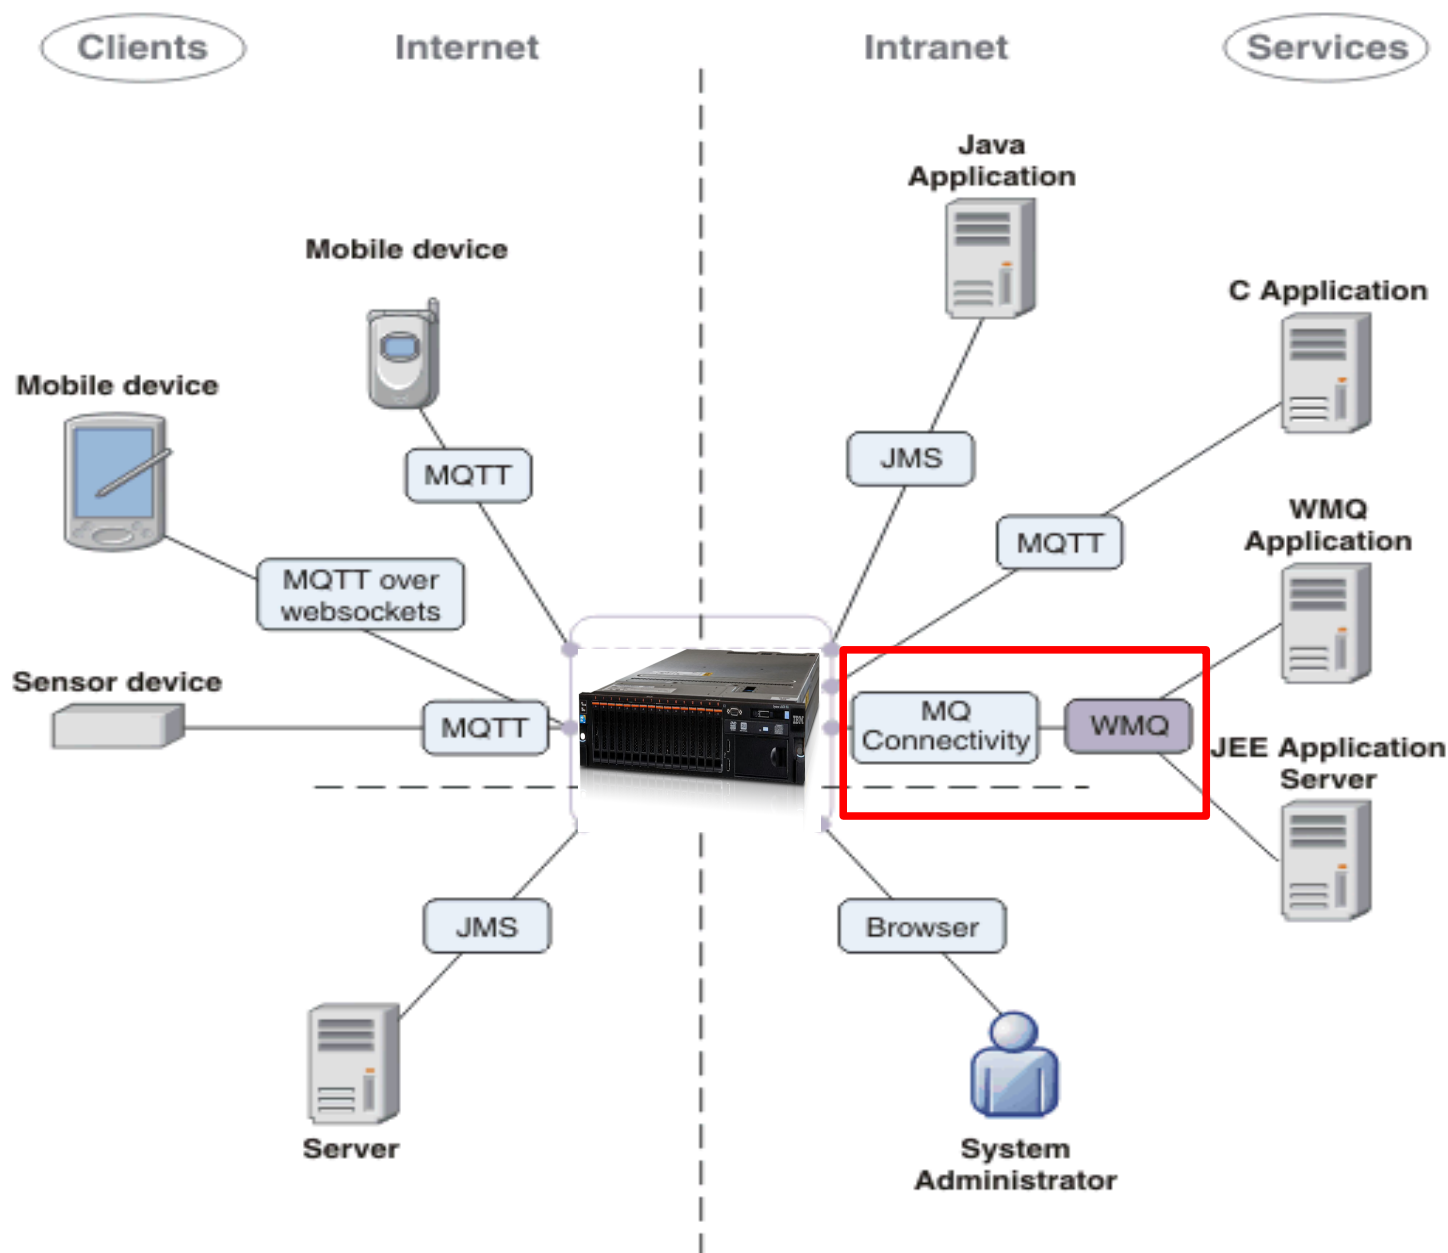 Clients
Internet
Intranet
Services
Java
Application
Mobile device
C Application
Mobile device
JMS
MQTT
WMQ
Application
MQTT
MQTT over
websockets
Sensor device
MQTT
MQ
Connectivity
WMQ
JEE Application
Server
IBM
JMS
Browser
Server
System
Administrator